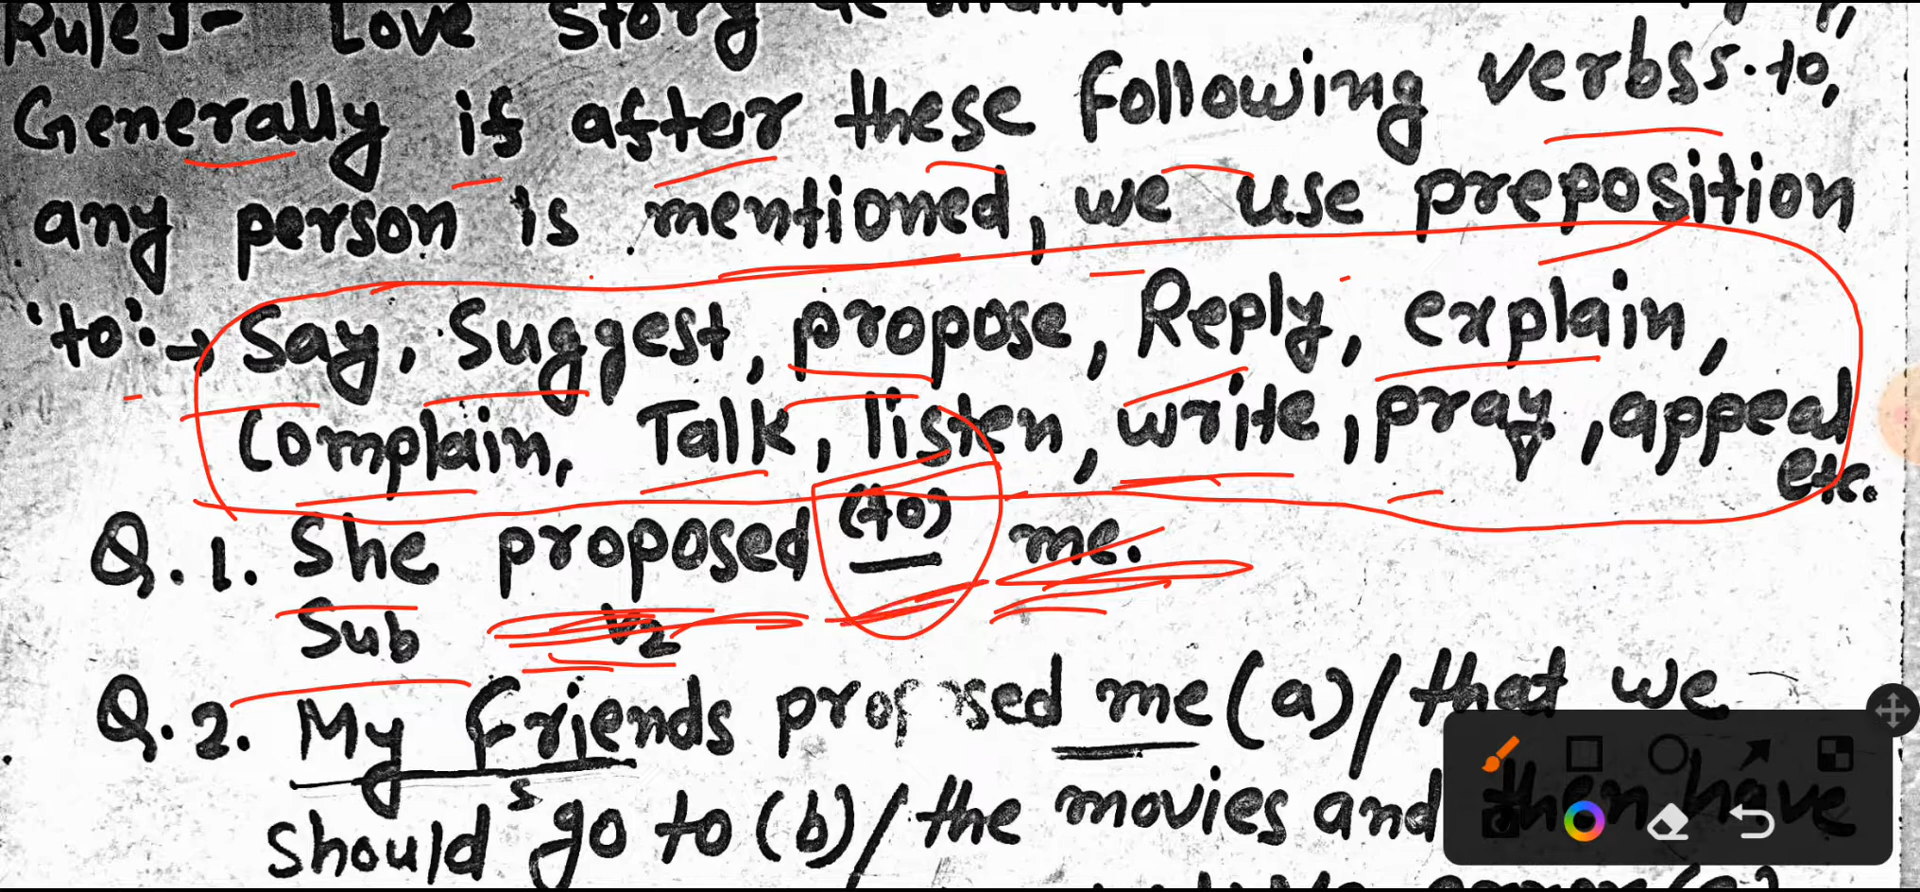 Rule 5- Love story
Generally if after these following verbs s.to,
any person is mentioned, we use preposition
'to':→ Say, Suggest, propose, Reply, explain,
Complain, Talk, listen, write, pray, appeal
etc.
Q.1. She proposed (to) me.
Sub V2
Q.2. My friends proposed me (a)/ that we
S
should go to (b)/ the movies and then have